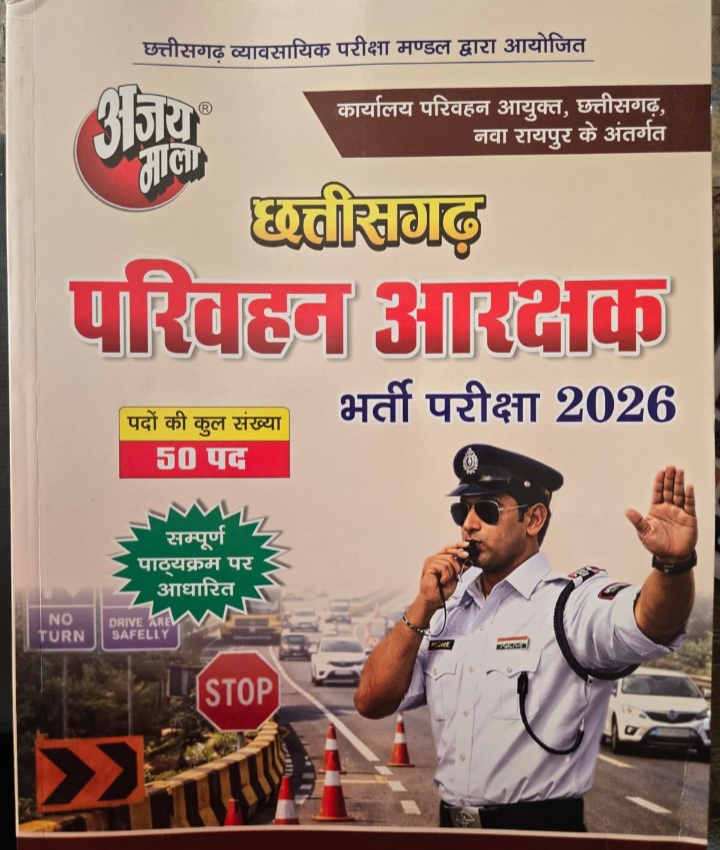 छत्तीसगढ़ व्यावसायिक परीक्षा मण्डल द्वारा आयोजित
अजय
माला
®
कार्यालय परिवहन आयुक्त, छत्तीसगढ़,
नवा रायपुर के अंतर्गत
छत्तीसगढ़
परिवहन आरक्षक
भर्ती परीक्षा 2026
पदों की कुल संख्या
50 पद
सम्पूर्ण
पाठ्यक्रम पर
आधारित
NO
TURN
DRIVE ARE
SAFELLY
STOP